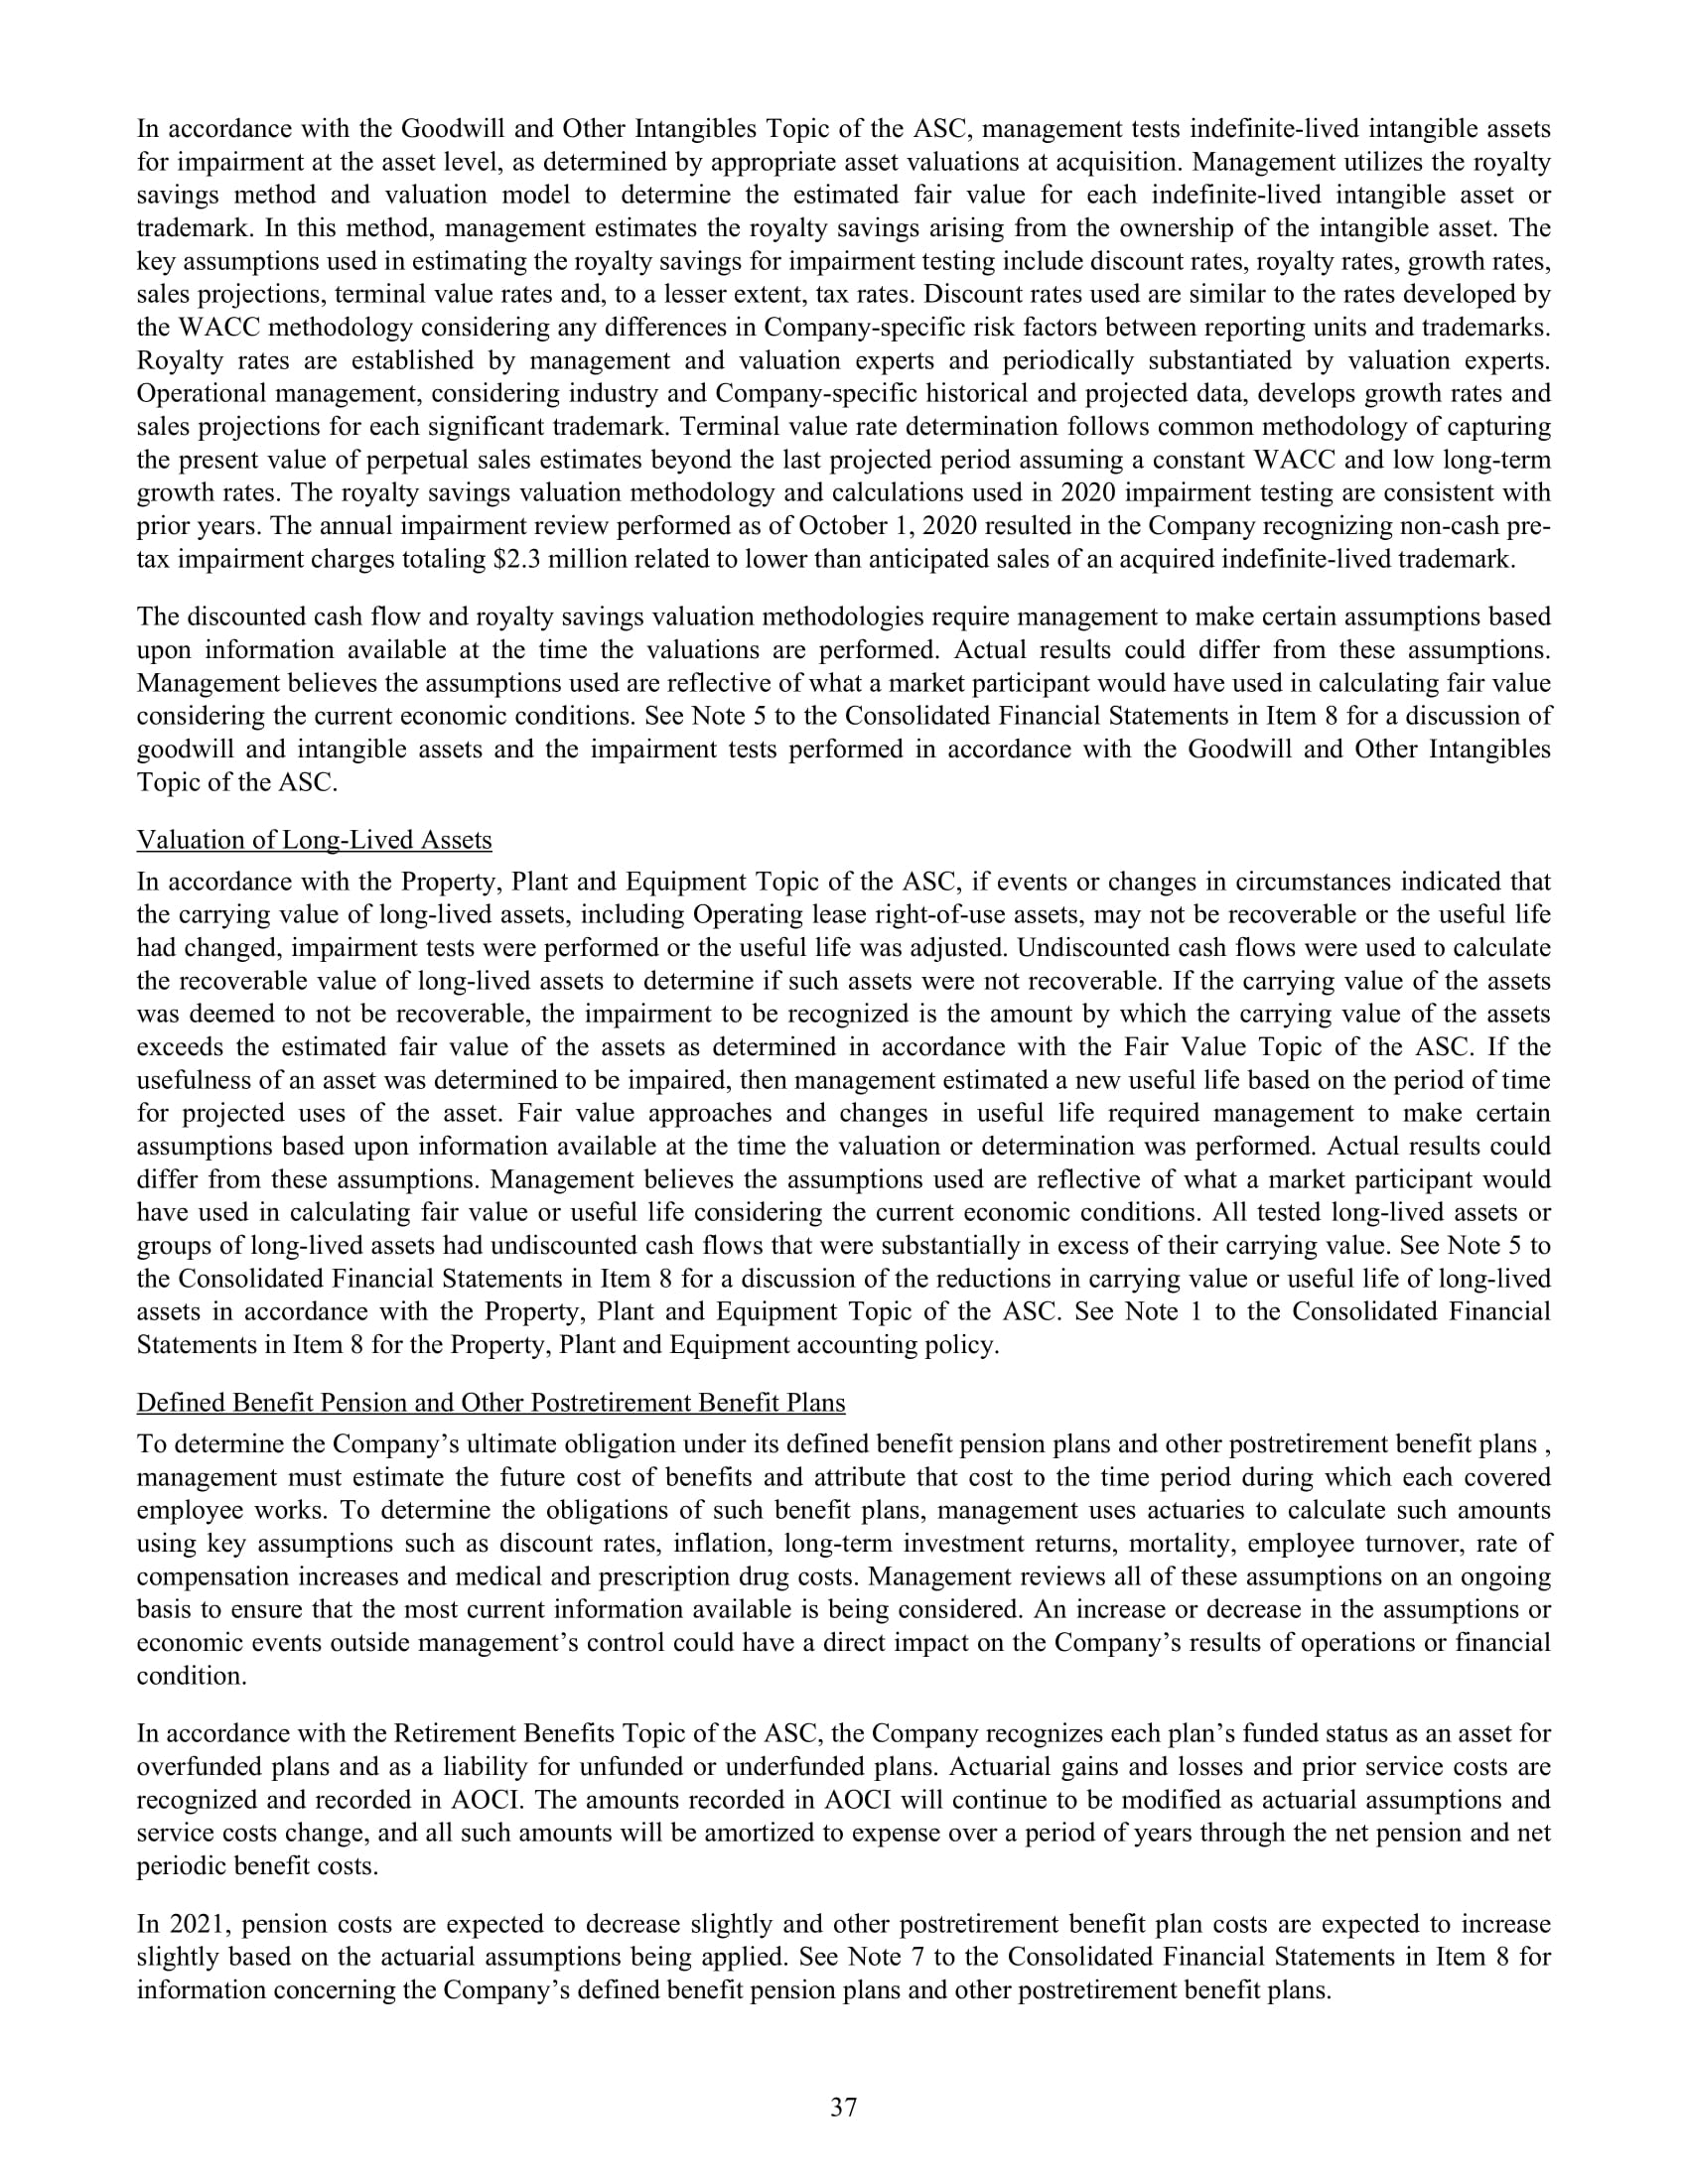 In accordance with the Goodwill and Other Intangibles Topic of the ASC, management tests indefinite-lived intangible assets
for impairment at the asset level, as determined by appropriate asset valuations at acquisition. Management utilizes the royalty
savings method and valuation model to determine the estimated fair value for each indefinite-lived intangible asset or
trademark. In this method, management estimates the royalty savings arising from the ownership of the intangible asset. The
key assumptions used in estimating the royalty savings for impairment testing include discount rates, royalty rates, growth rates,
sales projections, terminal value rates and, to a lesser extent, tax rates. Discount rates used are similar to the rates developed by
the WACC methodology considering any differences in Company-specific risk factors between reporting units and trademarks.
Royalty rates are established by management and valuation experts and periodically substantiated by valuation experts.
Operational management, considering industry and Company-specific historical and projected data, develops growth rates and
sales projections for each significant trademark. Terminal value rate determination follows common methodology of capturing
the present value of perpetual sales estimates beyond the last projected period assuming a constant WACC and low long-term
growth rates. The royalty savings valuation methodology and calculations used in 2020 impairment testing are consistent with
prior years. The annual impairment review performed as of October 1, 2020 resulted in the Company recognizing non-cash pre-
tax impairment charges totaling $2.3 million related to lower than anticipated sales of an acquired indefinite-lived trademark.
The discounted cash flow and royalty savings valuation methodologies require management to make certain assumptions based
upon information available at the time the valuations are performed. Actual results could differ from these assumptions.
Management believes the assumptions used are reflective of what a market participant would have used in calculating fair value
considering the current economic conditions. See Note 5 to the Consolidated Financial Statements in Item 8 for a discussion of
goodwill and intangible assets and the impairment tests performed in accordance with the Goodwill and Other Intangibles
Topic of the ASC.
Valuation of Long-Lived Assets
In accordance with the Property, Plant and Equipment Topic of the ASC, if events or changes in circumstances indicated that
the carrying value of long-lived assets, including Operating lease right-of-use assets, may not be recoverable or the useful life
had changed, impairment tests were performed or the useful life was adjusted. Undiscounted cash flows were used to calculate
the recoverable value of long-lived assets to determine if such assets were not recoverable. If the carrying value of the assets
was deemed to not be recoverable, the impairment to be recognized is the amount by which the carrying value of the assets
exceeds the estimated fair value of the assets as determined in accordance with the Fair Value Topic of the ASC. If the
usefulness of an asset was determined to be impaired, then management estimated a new useful life based on the period of time
for projected uses of the asset. Fair value approaches and changes in useful life required management to make certain
assumptions based upon information available at the time the valuation or determination was performed. Actual results could
differ from these assumptions. Management believes the assumptions used are reflective of what a market participant would
have used in calculating fair value or useful life considering the current economic conditions. All tested long-lived assets or
groups of long-lived assets had undiscounted cash flows that were substantially in excess of their carrying value. See Note 5 to
the Consolidated Financial Statements in Item 8 for a discussion of the reductions in carrying value or useful life of long-lived
assets in accordance with the Property, Plant and Equipment Topic of the ASC. See Note 1 to the Consolidated Financial
Statements in Item 8 for the Property, Plant and Equipment accounting policy.
Defined Benefit Pension and Other Postretirement Benefit Plans
To determine the Company’s ultimate obligation under its defined benefit pension plans and other postretirement benefit plans ,
management must estimate the future cost of benefits and attribute that cost to the time period during which each covered
employee works. To determine the obligations of such benefit plans, management uses actuaries to calculate such amounts
using key assumptions such as discount rates, inflation, long-term investment returns, mortality, employee turnover, rate of
compensation increases and medical and prescription drug costs. Management reviews all of these assumptions on an ongoing
basis to ensure that the most current information available is being considered. An increase or decrease in the assumptions or
economic events outside management’s control could have a direct impact on the Company’s results of operations or financial
condition.
In accordance with the Retirement Benefits Topic of the ASC, the Company recognizes each plan’s funded status as an asset for
overfunded plans and as a liability for unfunded or underfunded plans. Actuarial gains and losses and prior service costs are
recognized and recorded in AOCI. The amounts recorded in AOCI will continue to be modified as actuarial assumptions and
service costs change, and all such amounts will be amortized to expense over a period of years through the net pension and net
periodic benefit costs.
In 2021, pension costs are expected to decrease slightly and other postretirement benefit plan costs are expected to increase
slightly based on the actuarial assumptions being applied. See Note 7 to the Consolidated Financial Statements in Item 8 for
information concerning the Company’s defined benefit pension plans and other postretirement benefit plans.
37